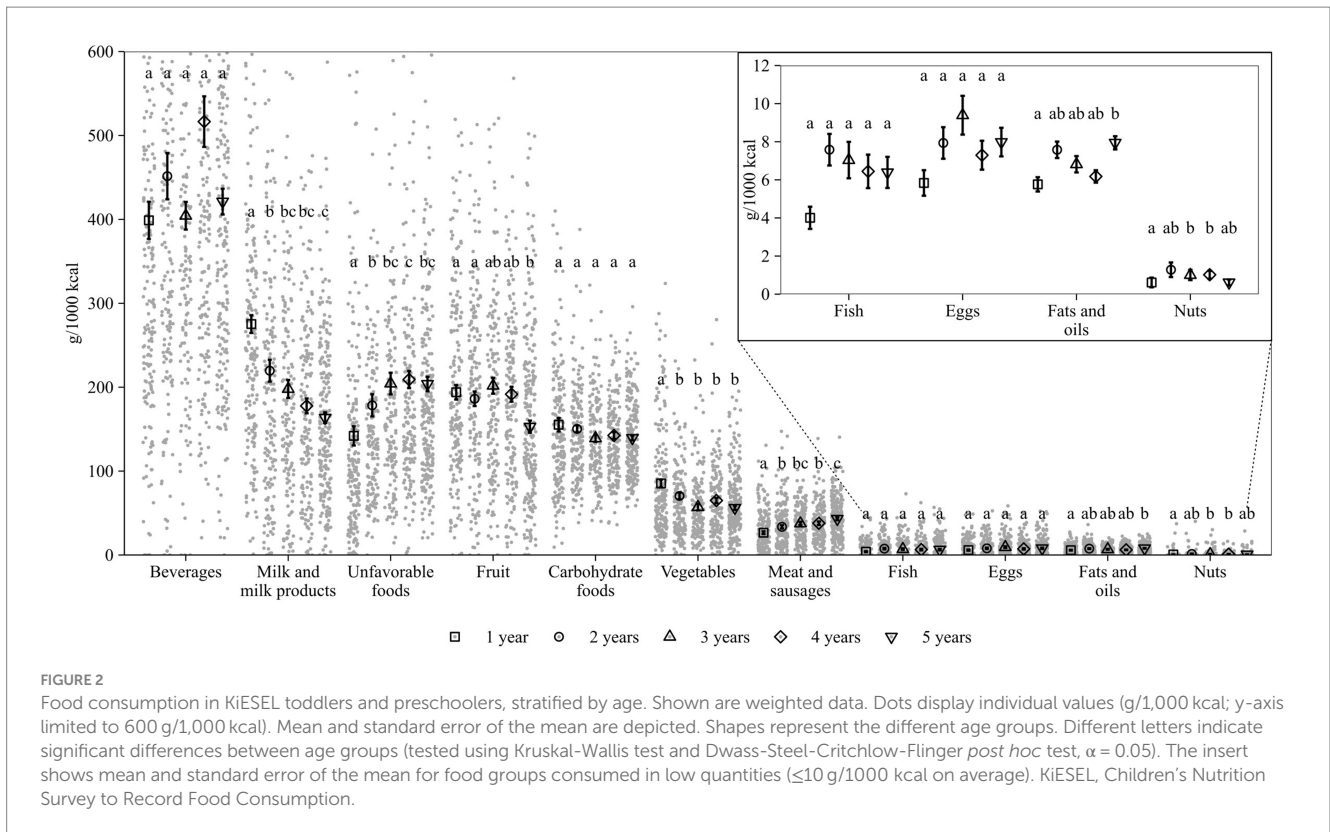 600
500
400
300
200
100
0
g/1000 kcal
a a a a a
a b bc bc c
a b bc c bc
a a ab ab b
a a a a a
a b b b b
a b bc b c
a a a a a
a a a a a
a ab ab ab b
a ab b b ab
Beverages
Milk and
milk products
Unfavorable
foods
Fruit
Carbohydrate
foods
Vegetables
Meat and
sausages
Fish
Eggs
Fats and
oils
Nuts
12
10
8
6
4
2
0
g/1000 kcal
a a a a a
a a a a a
a ab ab ab b
a ab b b ab
Fish
Eggs
Fats and
oils
Nuts
1 year 2 years 3 years 4 years 5 years
FIGURE 2
Food consumption in KiESEL toddlers and preschoolers, stratified by age. Shown are weighted data. Dots display individual values (g/1,000 kcal; y-axis
limited to 600 g/1,000 kcal). Mean and standard error of the mean are depicted. Shapes represent the different age groups. Different letters indicate
significant differences between age groups (tested using Kruskal-Wallis test and Dwass-Steel-Critchlow-Flinger post hoc test, α = 0.05). The insert
shows mean and standard error of the mean for food groups consumed in low quantities (≤10 g/1000 kcal on average). KiESEL, Children's Nutrition
Survey to Record Food Consumption.